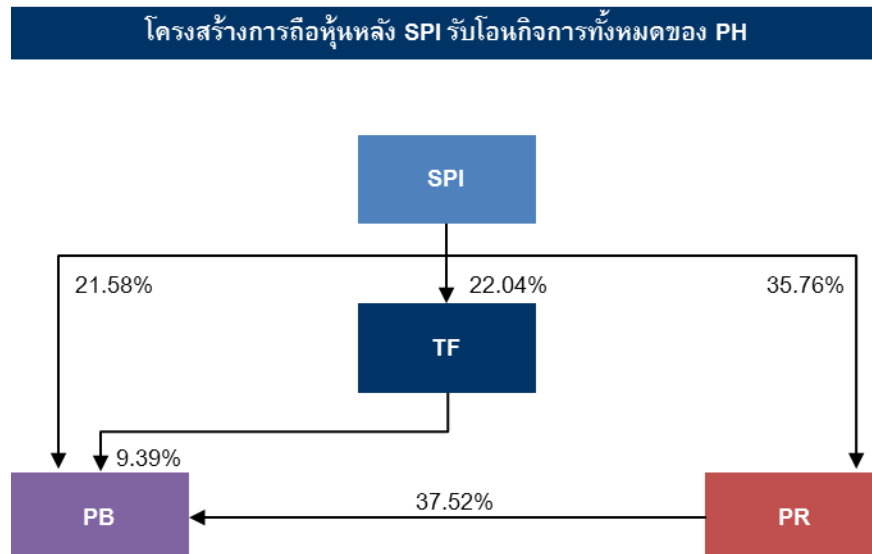 โครงสร้างการถือหุ้นหลัง SPI รับโอนกิจการทั้งหมดของ PH
SPI
21.58%
22.04%
35.76%
TF
9.39%
PB
37.52%
PR